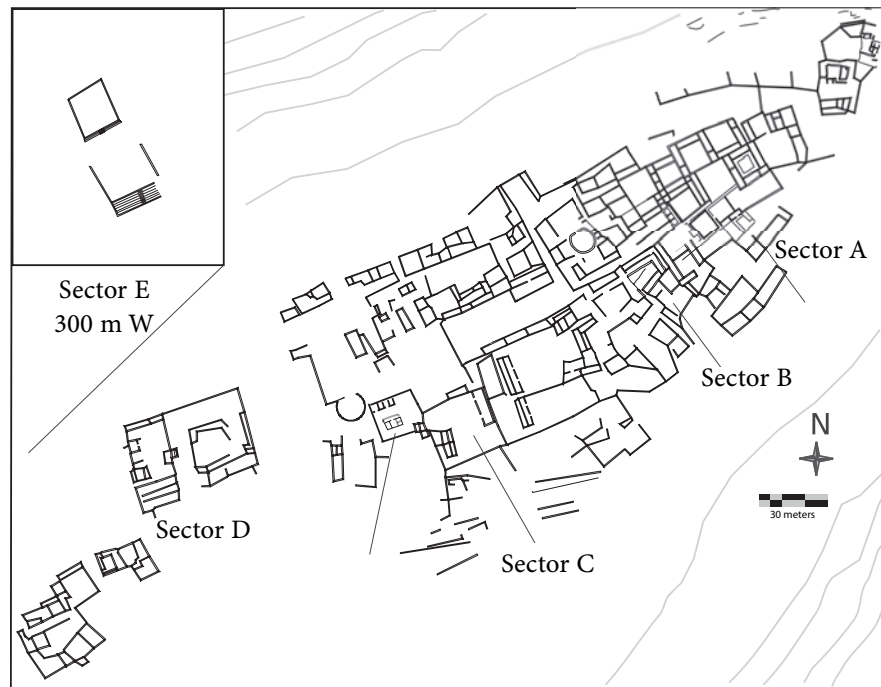 Sector E
300 m W
Sector A
Sector B
N
30 meters
Sector D
Sector C